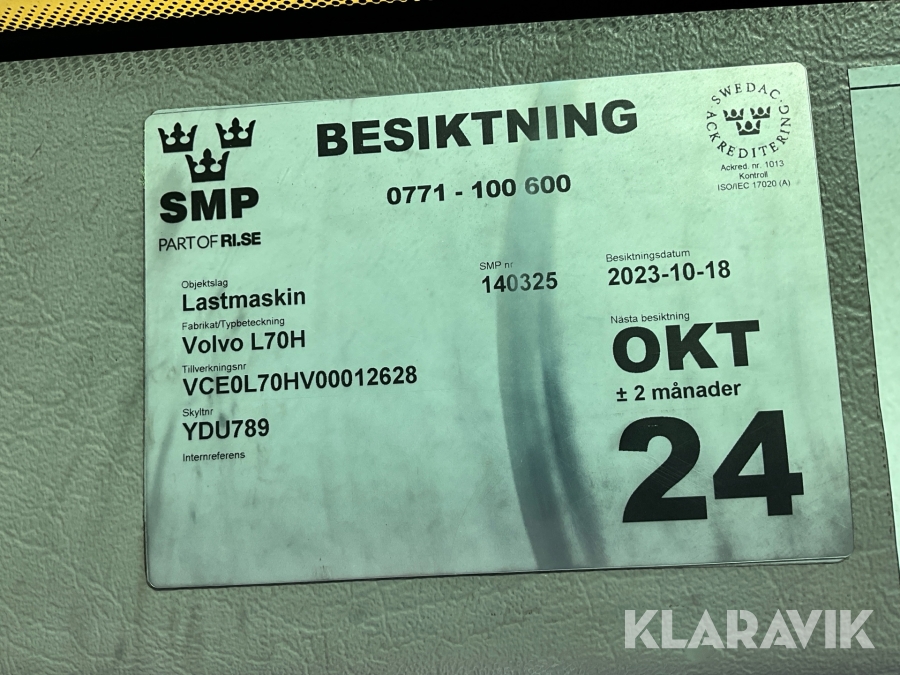 BESIKTNING
0771 - 100 600
SMP
PART OF RI.SE
SWEDAC ACKREDITERING
Ackred. nr. 1013
Kontroll
ISO/IEC 17020 (A)
Objektslag
Lastmaskin
Fabrikat/Typbeteckning
Volvo L70H
Tillverkningsnr
VCE0L70HV00012628
Skyltnr
YDU789
Internreferens
SMP nr
140325
Besiktningsdatum
2023-10-18
Nästa besiktning
OKT
± 2 månader
24
KLARAVIK